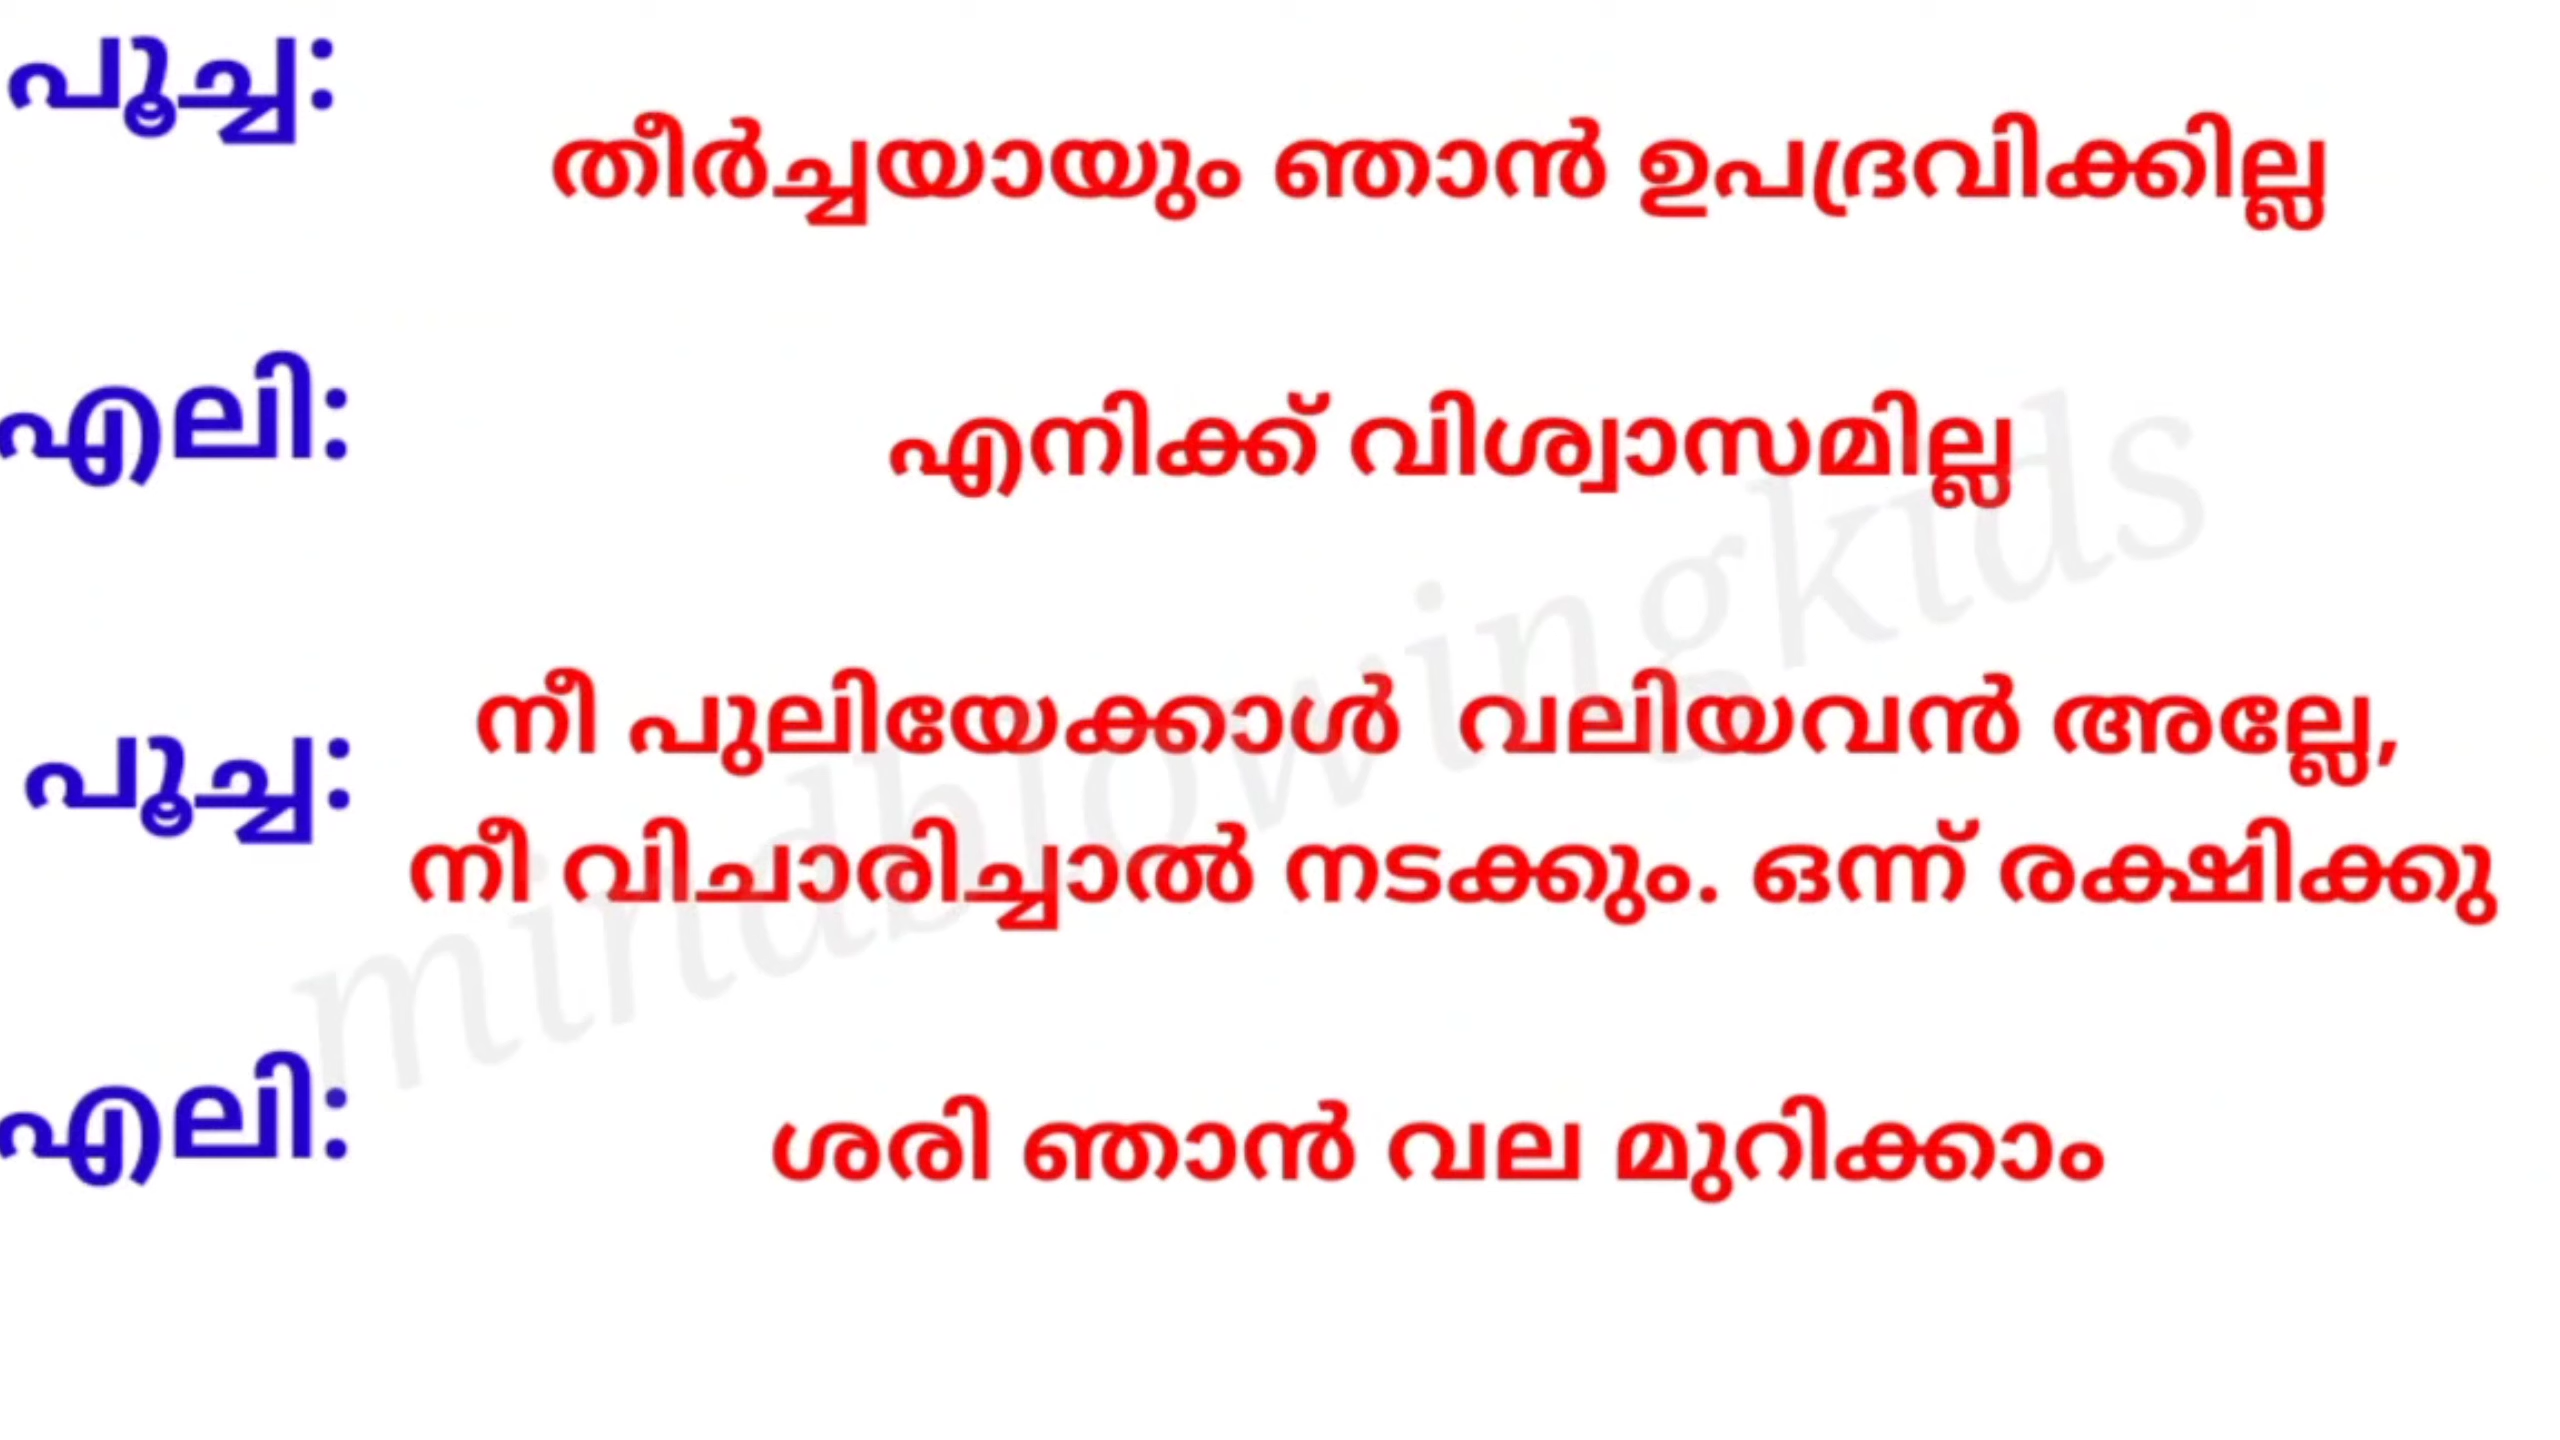 പൂച്ച:
തീർച്ചയായും ഞാൻ ഉപദ്രവിക്കില്ല
എലി:
എനിക്ക് വിശ്വാസമില്ല
പൂച്ച:
നീ പുലിയേക്കാൾ വലിയവൻ അല്ലേ,
നീ വിചാരിച്ചാൽ നടക്കും. ഒന്ന് രക്ഷിക്കു
എലി:
ശരി ഞാൻ വല മുറിക്കാം
mindblowingkids